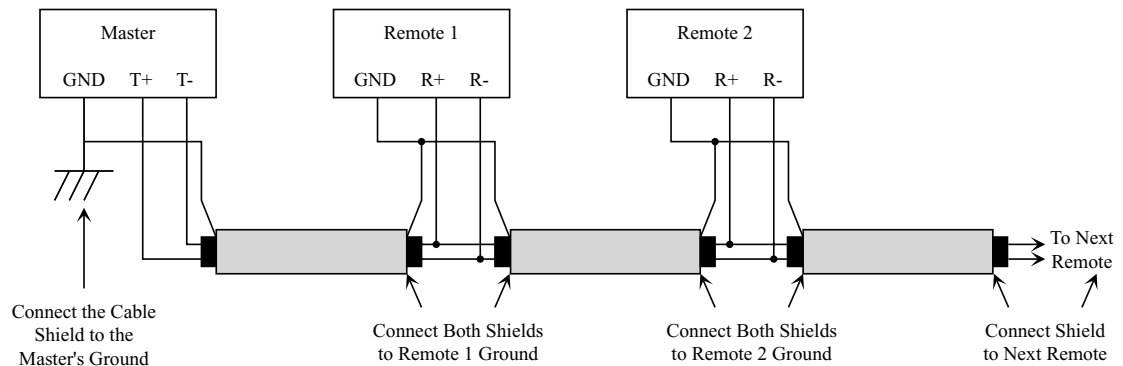 Master
GND T+ T-
Remote 1
GND R+ R-
Remote 2
GND R+ R-
To Next
Remote
Connect the Cable
Shield to the
Master's Ground
Connect Both Shields
to Remote 1 Ground
Connect Both Shields
to Remote 2 Ground
Connect Shield
to Next Remote